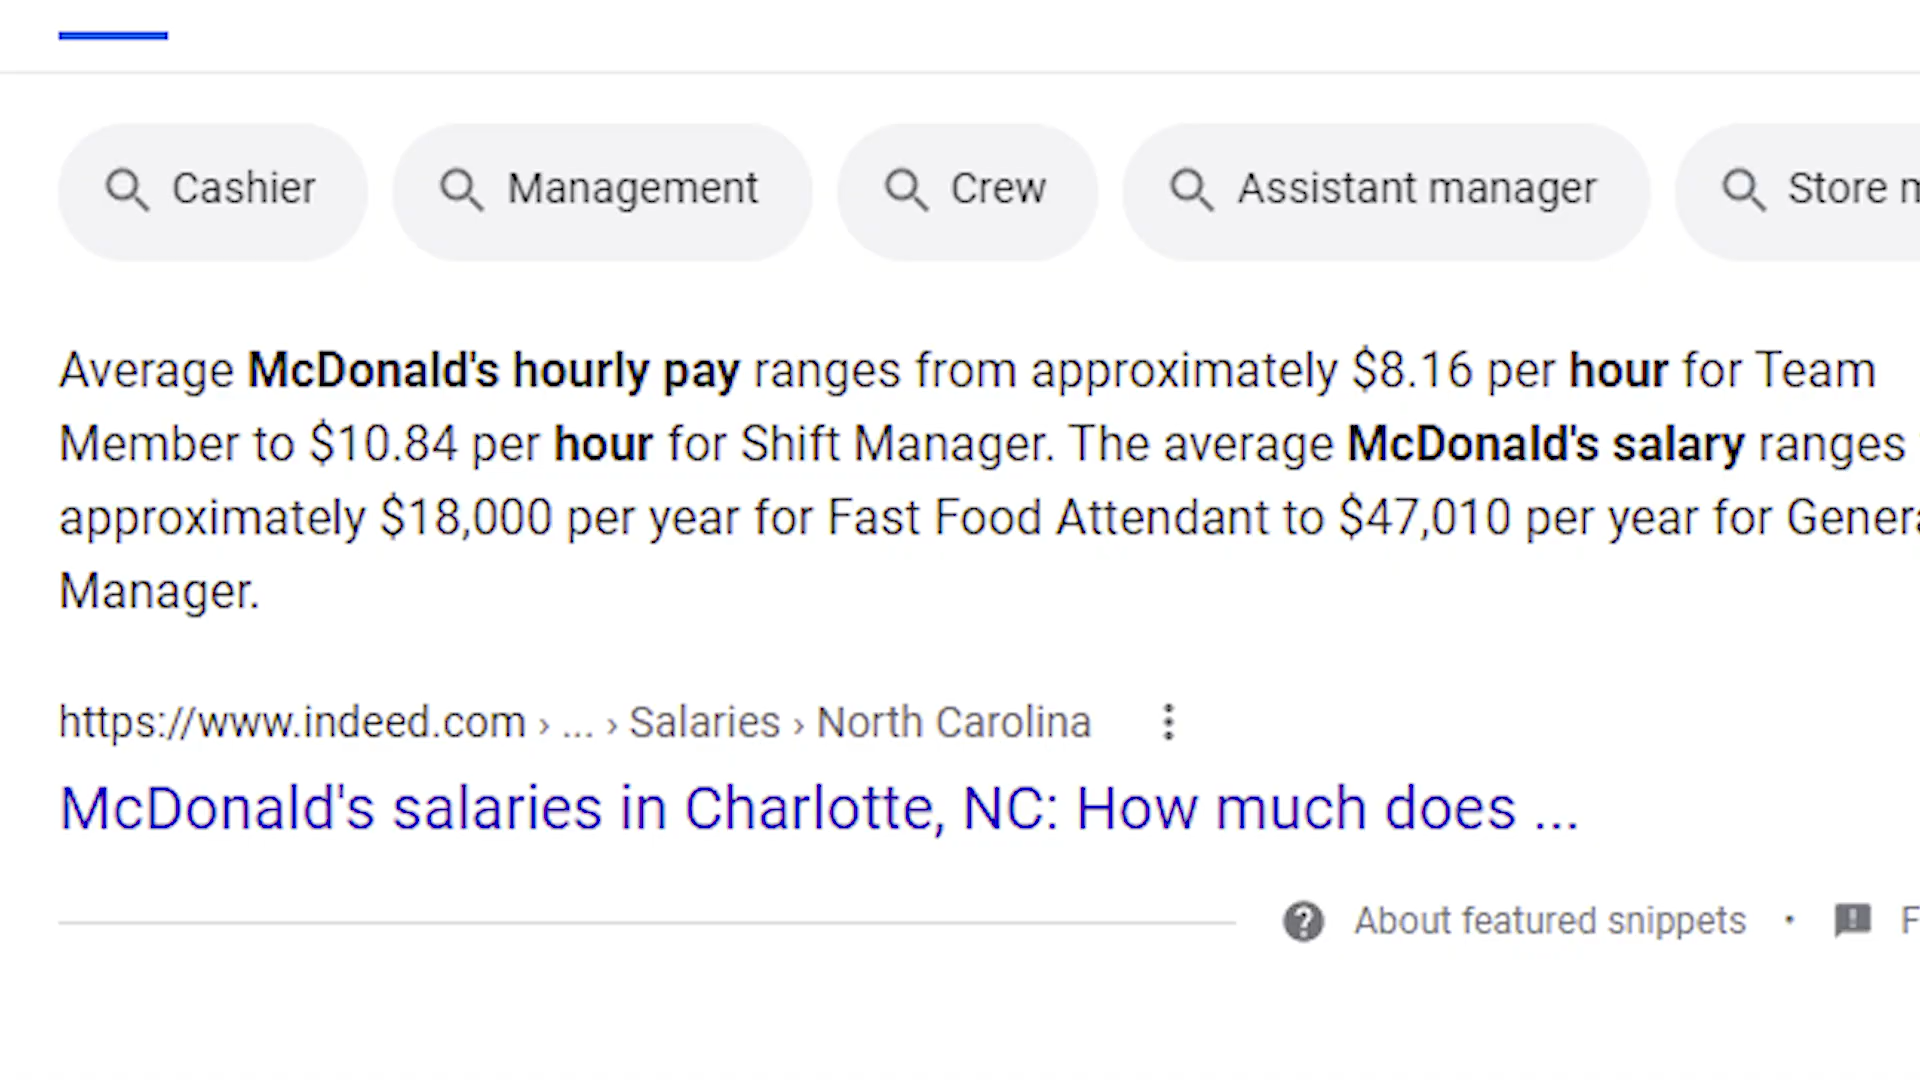 Cashier Management Crew Assistant manager Store
Average McDonald's hourly pay ranges from approximately $8.16 per hour for Team
Member to $10.84 per hour for Shift Manager. The average McDonald's salary ranges
approximately $18,000 per year for Fast Food Attendant to $47,010 per year for
Manager.
https://www.indeed.com › ... › Salaries › North Carolina
McDonald's salaries in Charlotte, NC: How much does ...
About featured snippets •